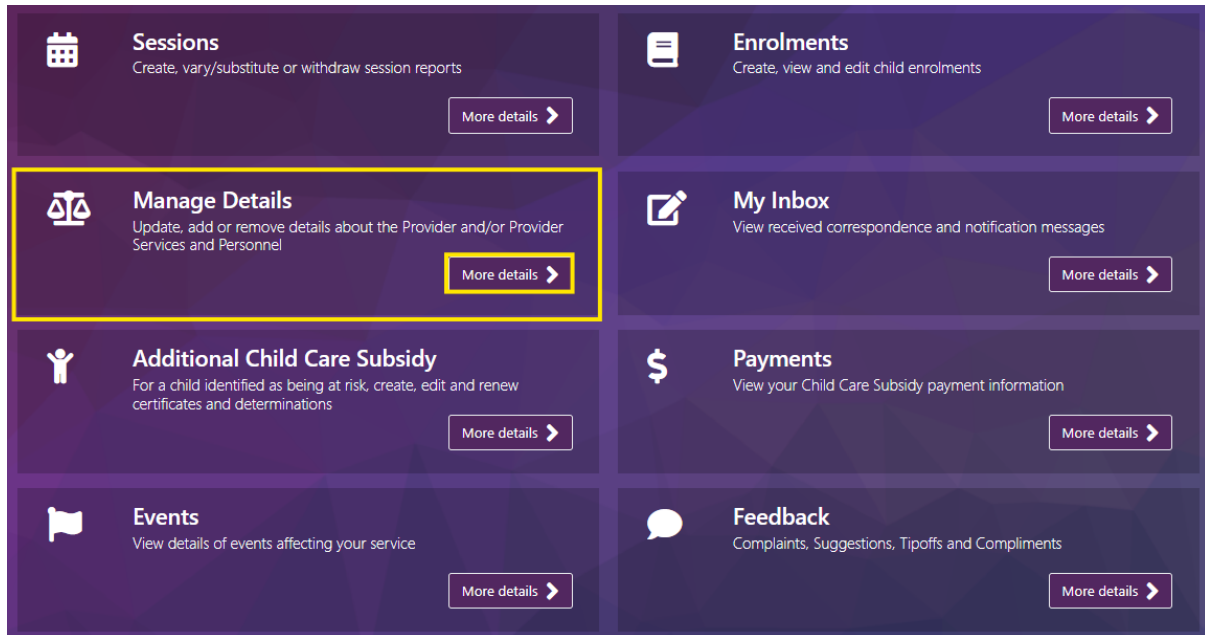 Sessions
Create, vary/substitute or withdraw session reports
More details
Enrolments
Create, view and edit child enrolments
More details
Manage Details
Update, add or remove details about the Provider and/or Provider
Services and Personnel
More details
My Inbox
View received correspondence and notification messages
More details
Additional Child Care Subsidy
For a child identified as being at risk, create, edit and renew
certificates and determinations
More details
Payments
View your Child Care Subsidy payment information
More details
Events
View details of events affecting your service
More details
Feedback
Complaints, Suggestions, Tipoffs and Compliments
More details